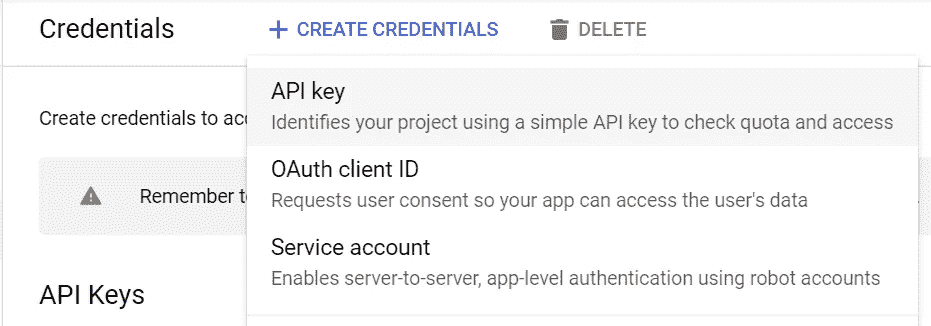 Credentials
+ CREATE CREDENTIALS
DELETE
API key
Identifies your project using a simple API key to check quota and access
Create credentials to
OAuth client ID
Requests user consent so your app can access the user's data
Remember
Service account
Enables server-to-server, app-level authentication using robot accounts
API Keys